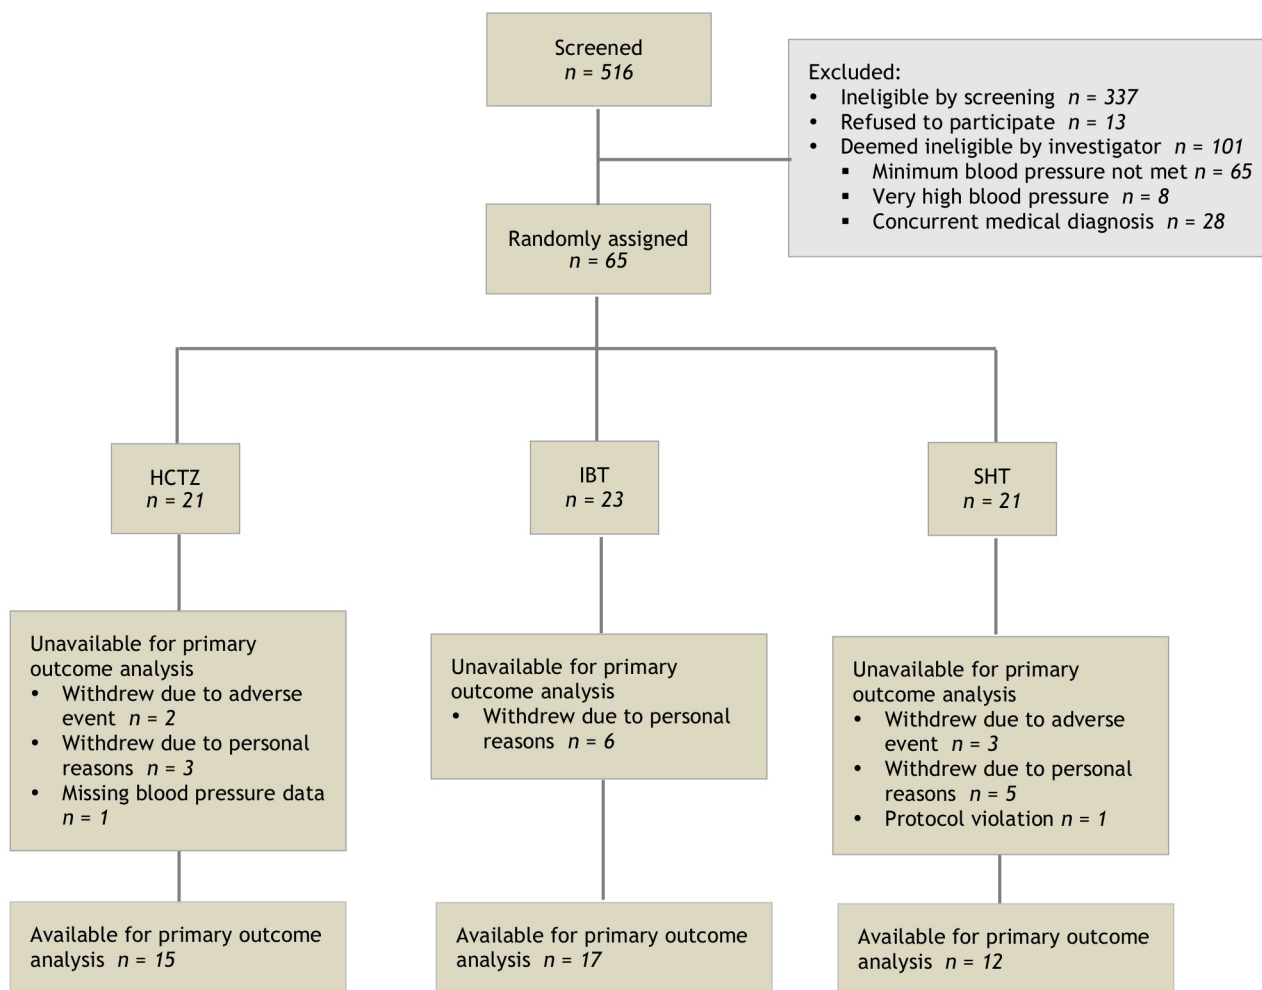 Screened
n = 516
Excluded:
• Ineligible by screening n = 337
• Refused to participate n = 13
• Deemed ineligible by investigator n = 101
▪ Minimum blood pressure not met n = 65
▪ Very high blood pressure n = 8
▪ Concurrent medical diagnosis n = 28
Randomly assigned
n = 65
HCTZ
n = 21
IBT
n = 23
SHT
n = 21
Unavailable for primary
outcome analysis
• Withdrew due to adverse
event n = 2
• Withdrew due to personal
reasons n = 3
• Missing blood pressure data
n = 1
Unavailable for primary
outcome analysis
• Withdrew due to personal
reasons n = 6
Unavailable for primary
outcome analysis
• Withdrew due to adverse
event n = 3
• Withdrew due to personal
reasons n = 5
• Protocol violation n = 1
Available for primary outcome
analysis n = 15
Available for primary outcome
analysis n = 17
Available for primary outcome
analysis n = 12